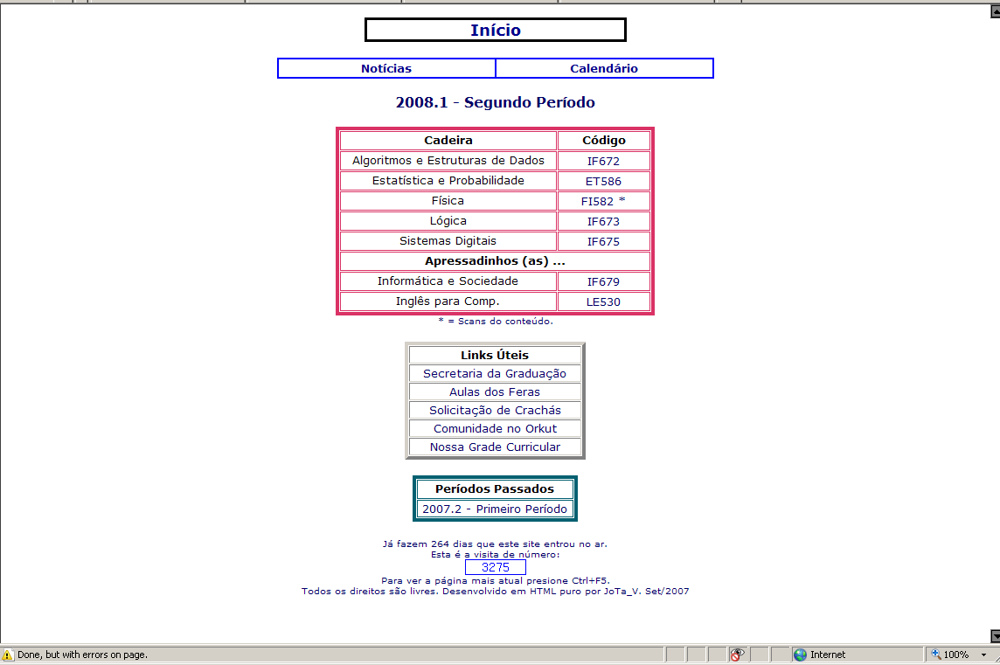 Início
Notícias Calendário
2008.1 - Segundo Período
Cadeira Código
Algoritmos e Estruturas de Dados IF672
Estatística e Probabilidade ET586
Física FI582 *
Lógica IF673
Sistemas Digitais IF675
Apressadinhos (as) ...
Informática e Sociedade IF679
Inglês para Comp. LE530
* = Scans do conteúdo.
Links Úteis
Secretaria da Graduação
Aulas dos Feras
Solicitação de Crachás
Comunidade no Orkut
Nossa Grade Curricular
Períodos Passados
2007.2 - Primeiro Período
Já fazem 264 dias que este site entrou no ar.
Esta é a visita de número:
3275
Para ver a página mais atual presione Ctrl+F5.
Todos os direitos são livres. Desenvolvido em HTML puro por JoTa_V. Set/2007
Done, but with errors on page. Internet 100%